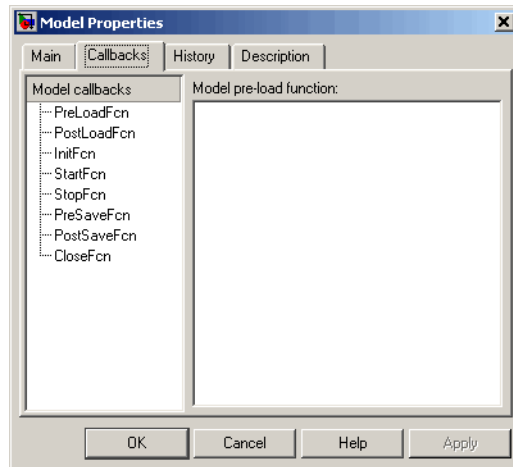 Model Properties
Main Callbacks History Description
Model callbacks
PreLoadFcn
PostLoadFcn
InitFcn
StartFcn
StopFcn
PreSaveFcn
PostSaveFcn
CloseFcn
Model pre-load function:
OK Cancel Help Apply